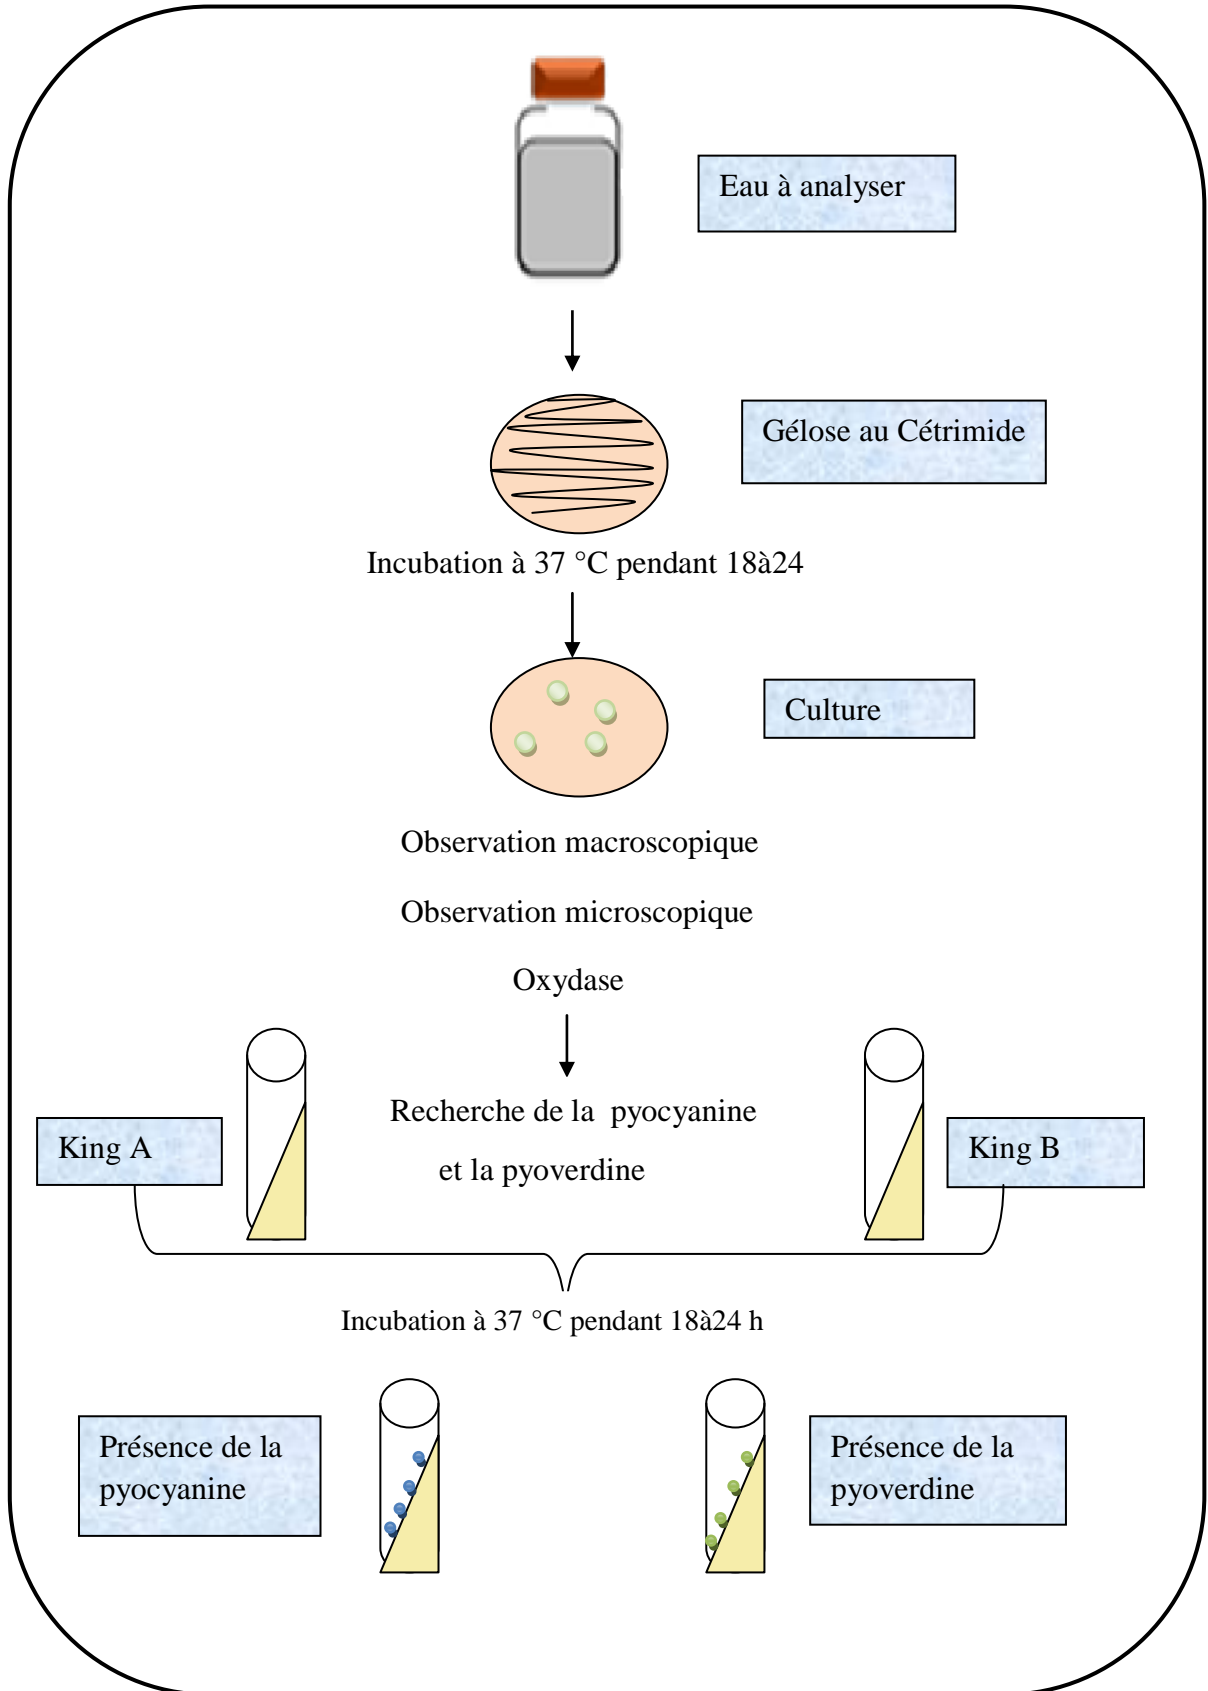 Eau à analyser
Gélose au Cétrimide
Incubation à 37 °C pendant 18à24
Culture
Observation macroscopique
Observation microscopique
Oxydase
Recherche de la pyocyanine
et la pyoverdine
King A
King B
Incubation à 37 °C pendant 18à24 h
Présence de la
pyocyanine
Présence de la
pyoverdine